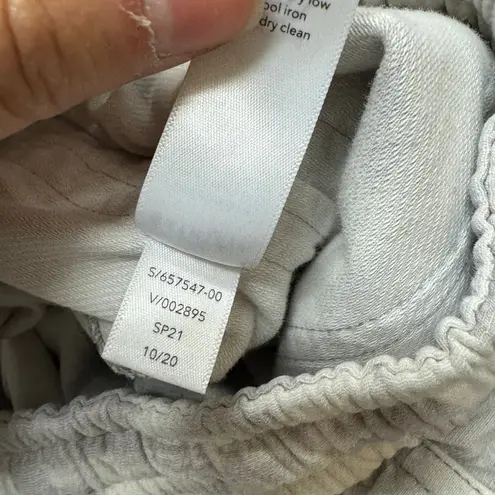 low
ool iron
dry clean
S/657547-00
V/002895
SP21
10/20